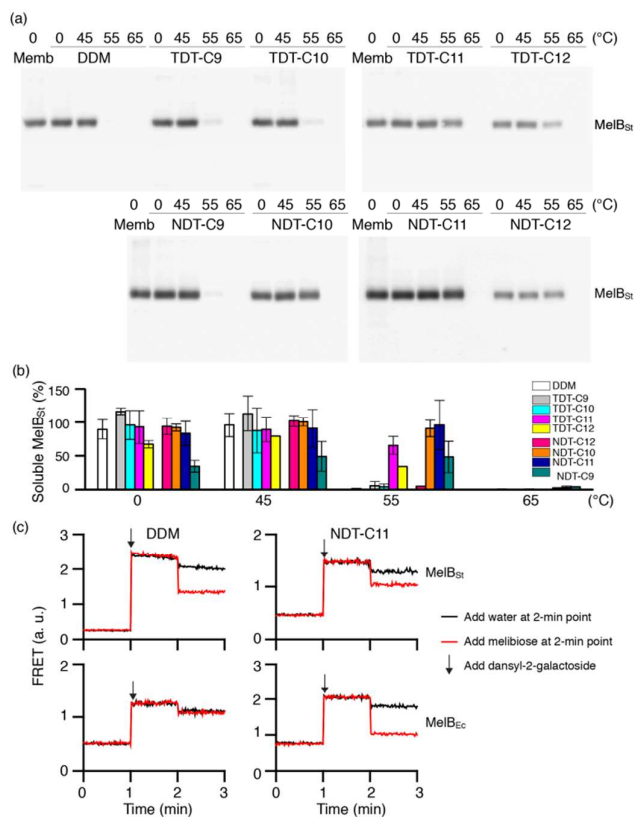 (a)
0 0 45 55 65 0 45 55 65 0 45 55 65 0 0 45 55 65 0 45 55 65 (°C)
Memb DDM TDT-C9 TDT-C10 Memb TDT-C11 TDT-C12
MelBSt
0 0 45 55 65 0 45 55 65 0 0 45 55 65 0 45 55 65 (°C)
Memb NDT-C9 NDT-C10 Memb NDT-C11 NDT-C12
MelBSt
(b)
Soluble MelBSt (%)
150
100
50
0
0 45 55 65 (°C)
DDM
TDT-C9
TDT-C10
TDT-C11
TDT-C12
NDT-C12
NDT-C10
NDT-C11
NDT-C9
(c)
DDM NDT-C11
FRET (a. u.)
3
2
1
0
2
1
0
MelBSt
2
1
0
3
2
1
0
MelBEc
0 1 2 3 0 1 2 3
Time (min) Time (min)
Add water at 2-min point
Add melibiose at 2-min point
Add dansyl-2-galactoside